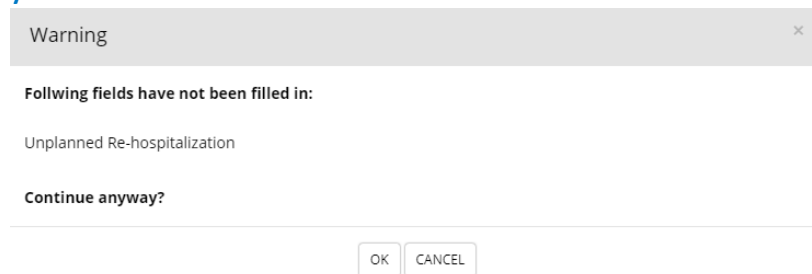 Warning
×
Follwing fields have not been filled in:
Unplanned Re-hospitalization
Continue anyway?
OK CANCEL